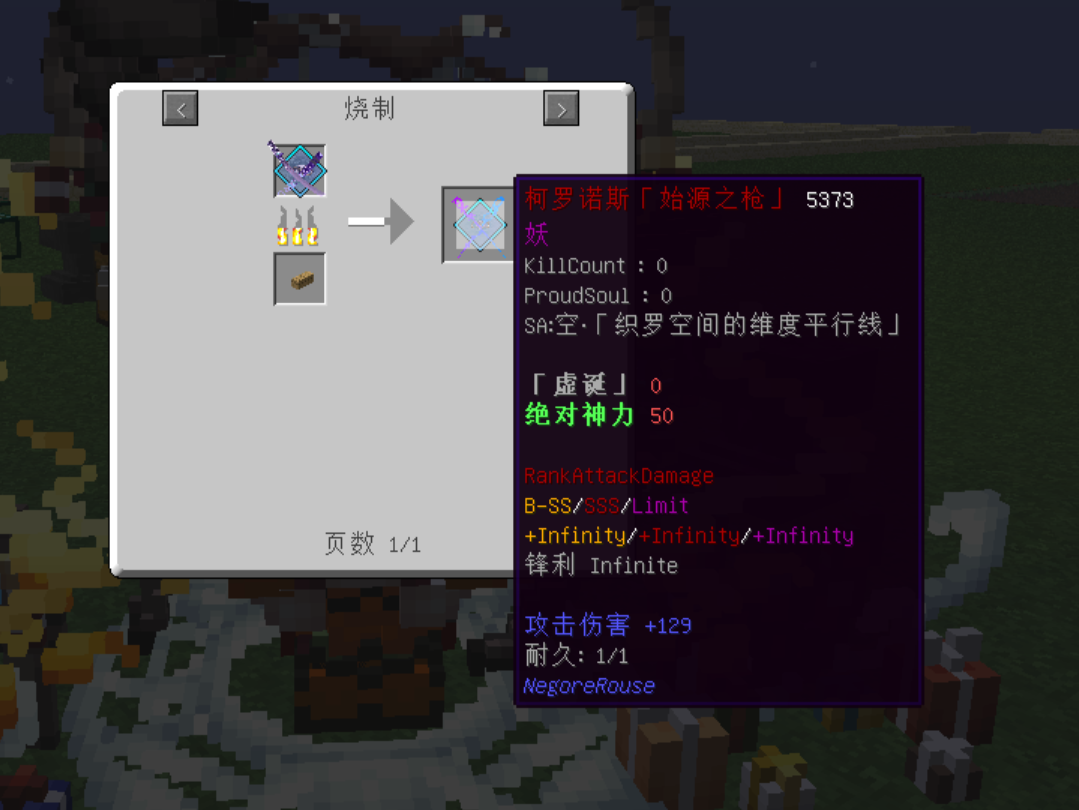 烧制
柯罗诺斯「始源之枪」 5373
妖
KillCount : 0
ProudSoul : 0
SA:空·「织罗空间的维度平行线」
「虚诞」 0
绝对神力 50
RankAttackDamage
B-SS/SSS/Limit
+Infinity/+Infinity/+Infinity
锋利 Infinite
攻击伤害 +129
耐久: 1/1
NegoreRouse
页数 1/1